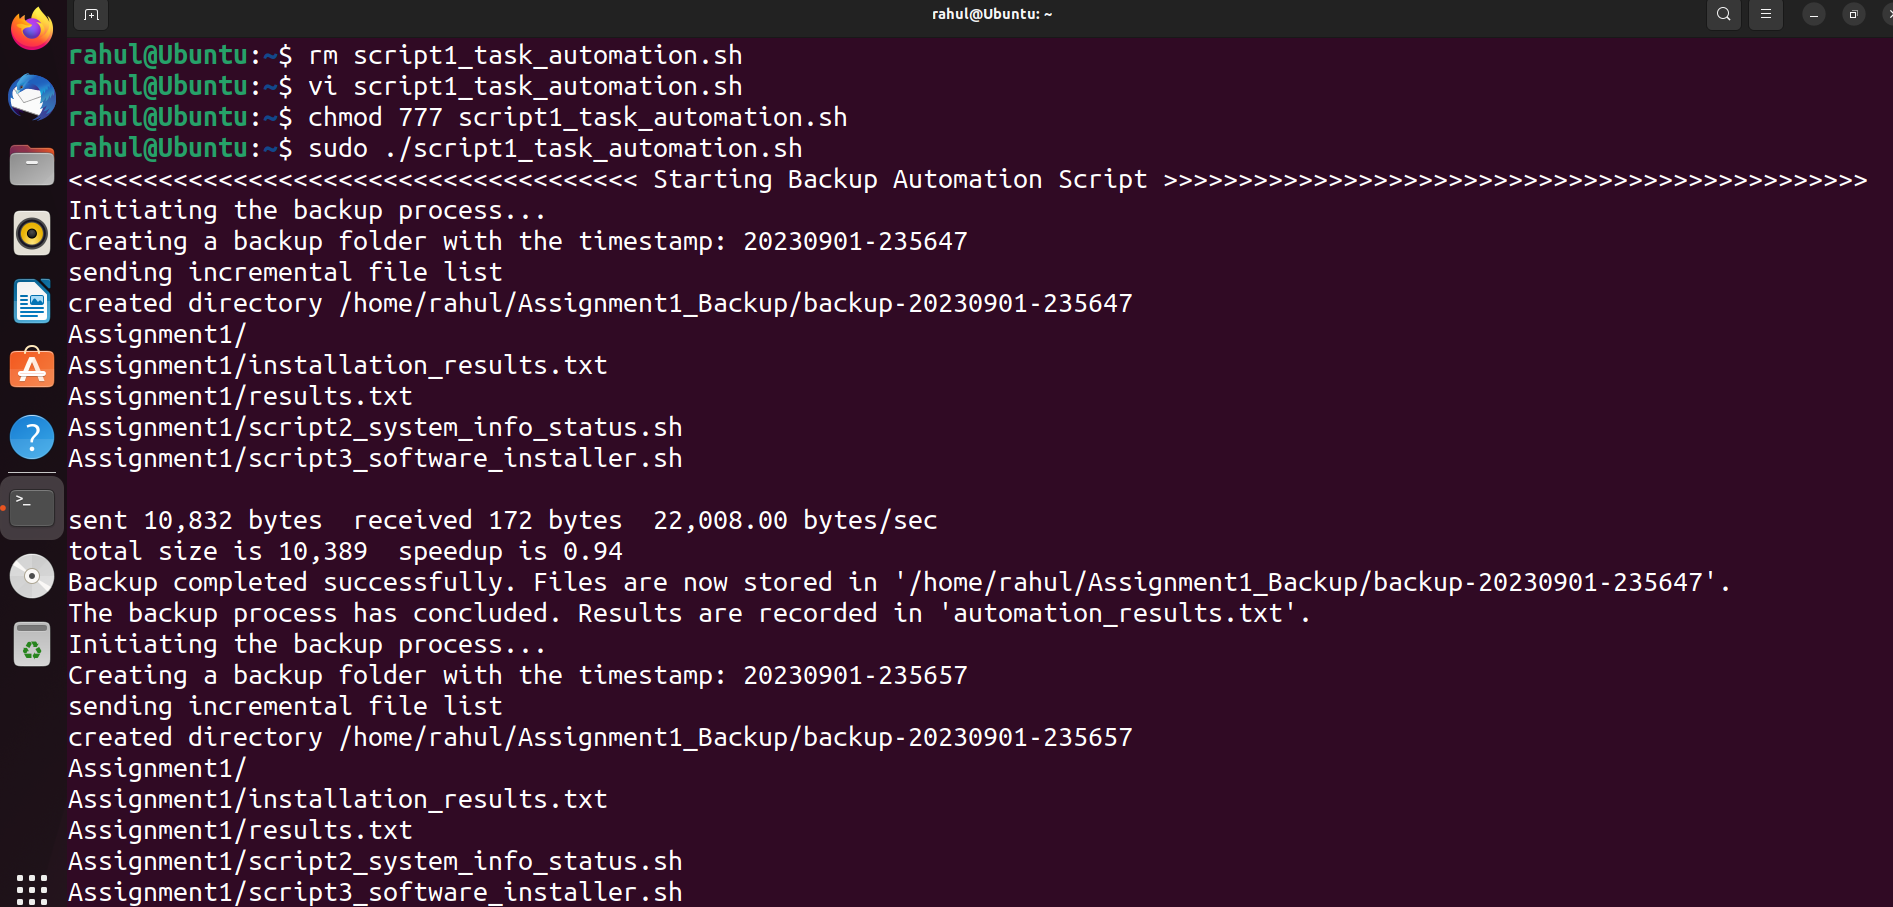 rahul@Ubuntu: ~
rahul@Ubuntu:~$ rm script1_task_automation.sh
rahul@Ubuntu:~$ vi script1_task_automation.sh
rahul@Ubuntu:~$ chmod 777 script1_task_automation.sh
rahul@Ubuntu:~$ sudo ./script1_task_automation.sh
<<<<<<<<<<<<<<<<<<<<<<<<<<<<<<<<<<<<<< Starting Backup Automation Script >>>>>>>>>>>>>>>>>>>>>>>>>>>>>>>>>>>>>>>>>>>>>>>
Initiating the backup process...
Creating a backup folder with the timestamp: 20230901-235647
sending incremental file list
created directory /home/rahul/Assignment1_Backup/backup-20230901-235647
Assignment1/
Assignment1/installation_results.txt
Assignment1/results.txt
Assignment1/script2_system_info_status.sh
Assignment1/script3_software_installer.sh
sent 10,832 bytes  received 172 bytes  22,008.00 bytes/sec
total size is 10,389  speedup is 0.94
Backup completed successfully. Files are now stored in '/home/rahul/Assignment1_Backup/backup-20230901-235647'.
The backup process has concluded. Results are recorded in 'automation_results.txt'.
Initiating the backup process...
Creating a backup folder with the timestamp: 20230901-235657
sending incremental file list
created directory /home/rahul/Assignment1_Backup/backup-20230901-235657
Assignment1/
Assignment1/installation_results.txt
Assignment1/results.txt
Assignment1/script2_system_info_status.sh
Assignment1/script3_software_installer.sh